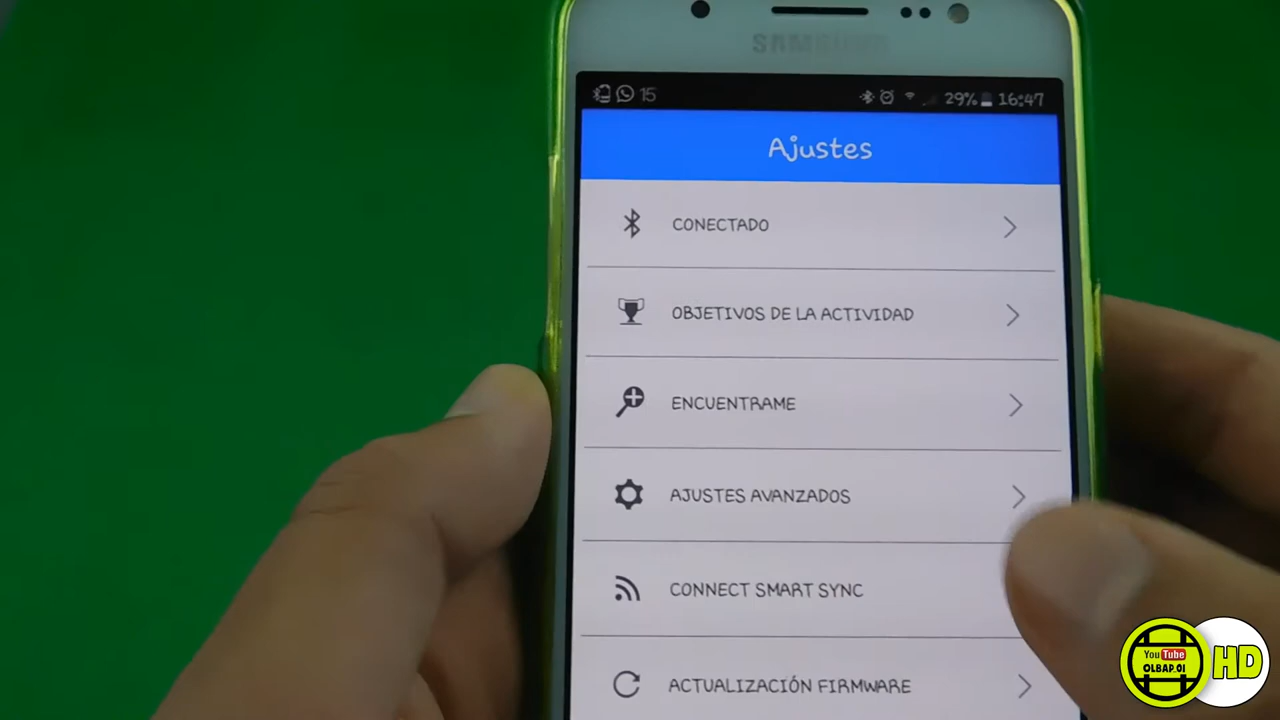 SAMSUNG
15 29% 16:47
Ajustes
CONECTADO
OBJETIVOS DE LA ACTIVIDAD
ENCUENTRAME
AJUSTES AVANZADOS
CONNECT SMART SYNC
ACTUALIZACIÓN FIRMWARE
You Tube
OLBAP.OI
HD